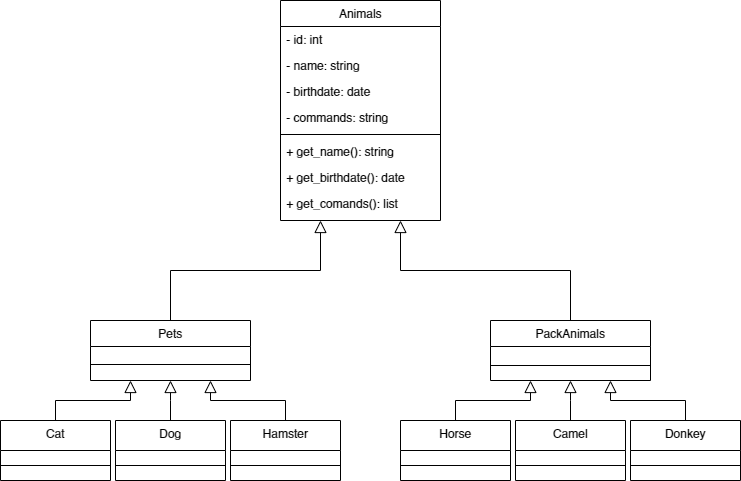 Animals
- id: int
- name: string
- birthdate: date
- commands: string
+ get_name(): string
+ get_birthdate(): date
+ get_comands(): list
Pets
PackAnimals
Cat
Dog
Hamster
Horse
Camel
Donkey